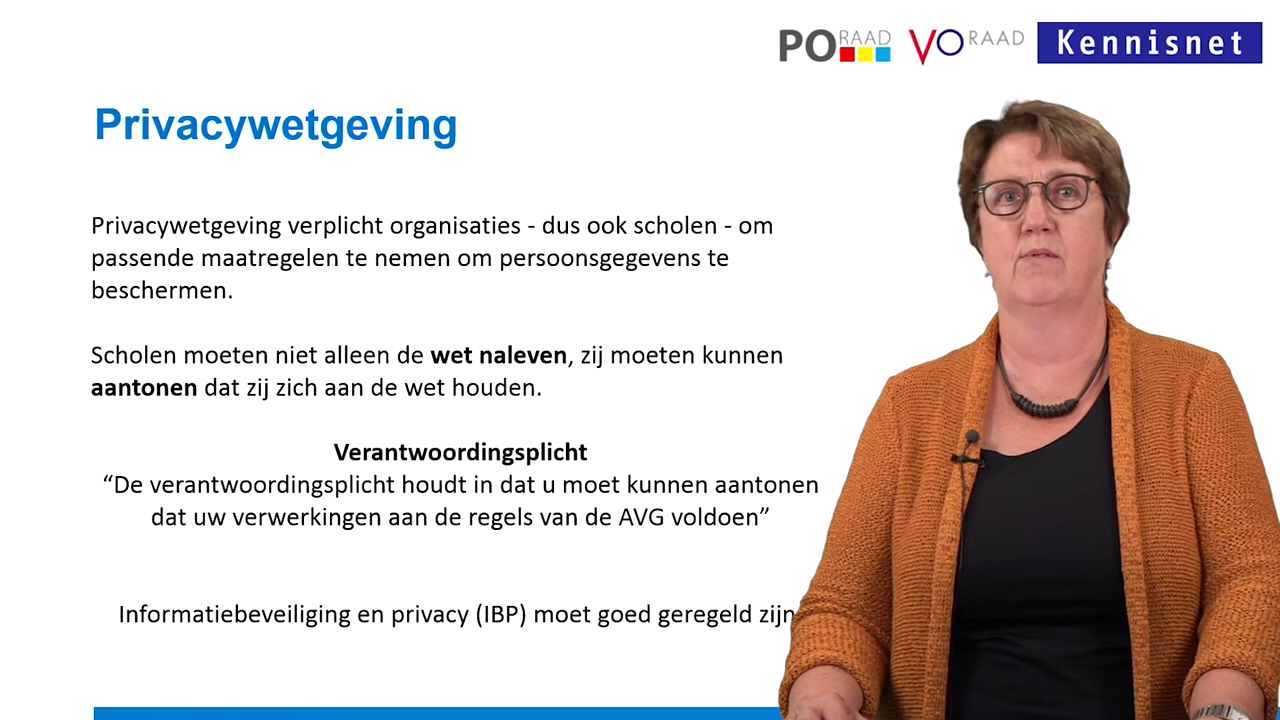 PO RAAD VO RAAD Kennisnet
Privacywetgeving
Privacywetgeving verplicht organisaties - dus ook scholen - om
passende maatregelen te nemen om persoonsgegevens te
beschermen.
Scholen moeten niet alleen de wet naleven, zij moeten kunnen
aantonen dat zij zich aan de wet houden.
Verantwoordingsplicht
“De verantwoordingsplicht houdt in dat u moet kunnen aantonen
dat uw verwerkingen aan de regels van de AVG voldoen”
Informatiebeveiliging en privacy (IBP) moet goed geregeld zijn